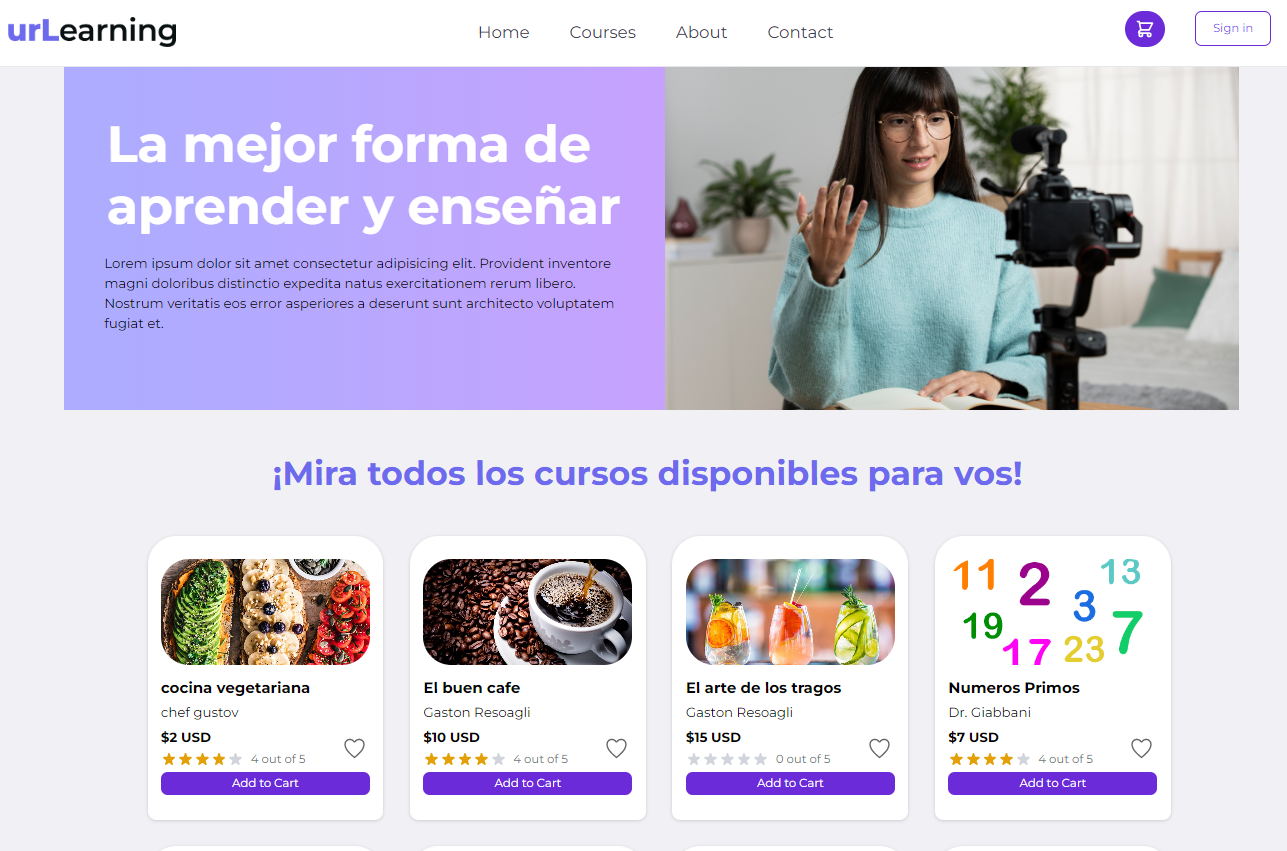 urLearning
Home Courses About Contact
Sign in
La mejor forma de
aprender y enseñar
Lorem ipsum dolor sit amet consectetur adipisicing elit. Provident inventore
magni doloribus distinctio expedita natus exercitationem rerum libero.
Nostrum veritatis eos error asperiores a deserunt sunt architecto voluptatem
fugiat et.
¡Mira todos los cursos disponibles para vos!
cocina vegetariana
chef gustov
$2 USD
4 out of 5
Add to Cart
El buen cafe
Gaston Resoagli
$10 USD
4 out of 5
Add to Cart
El arte de los tragos
Gaston Resoagli
$15 USD
0 out of 5
Add to Cart
11 2 13
3
19 7
17 23
Numeros Primos
Dr. Giabbani
$7 USD
4 out of 5
Add to Cart